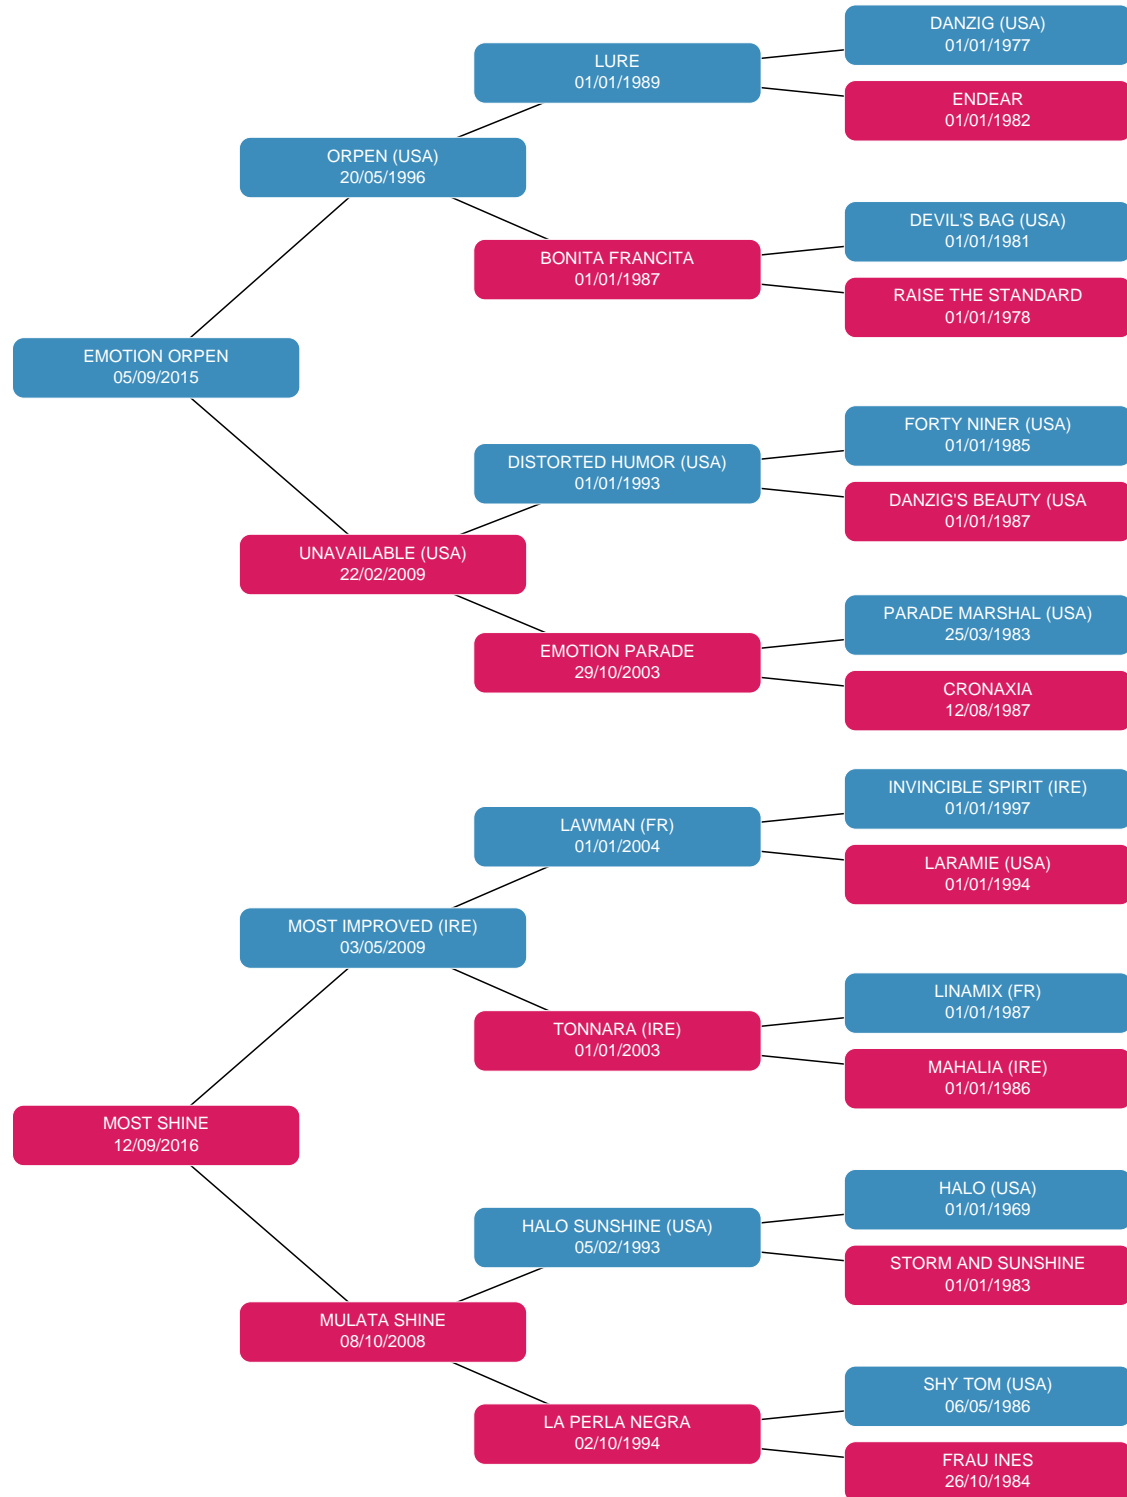 DANZIG (USA)
01/01/1977
LURE
01/01/1989
ENDEAR
01/01/1982
ORPEN (USA)
20/05/1996
DEVIL'S BAG (USA)
01/01/1981
BONITA FRANCITA
01/01/1987
RAISE THE STANDARD
01/01/1978
EMOTION ORPEN
05/09/2015
FORTY NINER (USA)
01/01/1985
DISTORTED HUMOR (USA)
01/01/1993
DANZIG'S BEAUTY (USA
01/01/1987
UNAVAILABLE (USA)
22/02/2009
PARADE MARSHAL (USA)
25/03/1983
EMOTION PARADE
29/10/2003
CRONAXIA
12/08/1987
INVINCIBLE SPIRIT (IRE)
01/01/1997
LAWMAN (FR)
01/01/2004
LARAMIE (USA)
01/01/1994
MOST IMPROVED (IRE)
03/05/2009
LINAMIX (FR)
01/01/1987
TONNARA (IRE)
01/01/2003
MAHALIA (IRE)
01/01/1986
MOST SHINE
12/09/2016
HALO (USA)
01/01/1969
HALO SUNSHINE (USA)
05/02/1993
STORM AND SUNSHINE
01/01/1983
MULATA SHINE
08/10/2008
SHY TOM (USA)
06/05/1986
LA PERLA NEGRA
02/10/1994
FRAU INES
26/10/1984